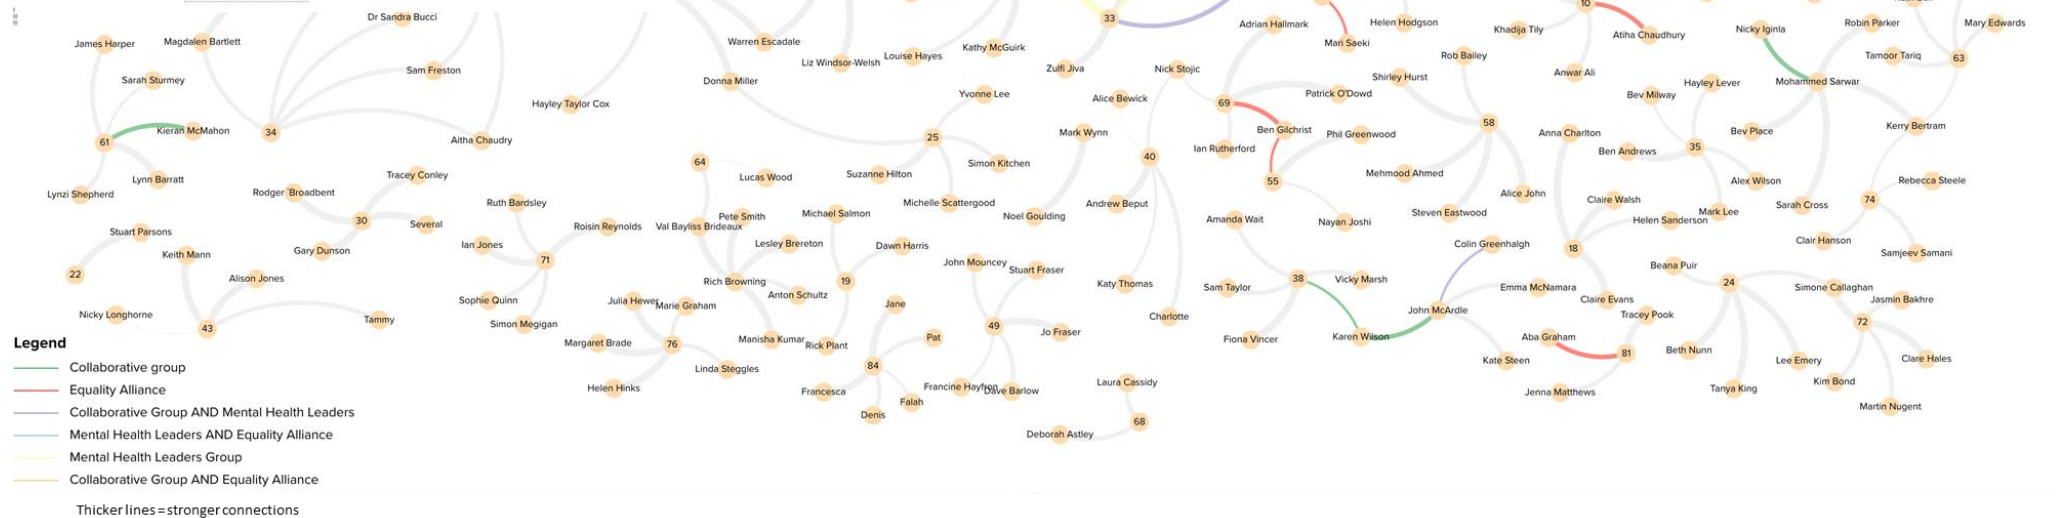 Dr Sandra Bucci
James Harper
Magdalen Bartlett
Sarah Sturmey
Sam Freston
Kieran McMahon
61
34
Aitha Chaudry
Lynn Barratt
Lynzi Shepherd
Hayley Taylor Cox
Warren Escadale
Liz Windsor-Welsh
Louise Hayes
Kathy McGuirk
Donna Miller
Yvonne Lee
25
Simon Kitchen
Suzanne Hilton
Michelle Scattergood
64
Lucas Wood
Tracey Conley
Rodger `Broadbent
30
Several
Gary Dunson
Stuart Parsons
22
Keith Mann
Alison Jones
Nicky Longhorne
43
Tammy
Ruth Bardsley
Roisin Reynolds
Ian Jones
71
Sophie Quinn
Simon Megigan
Val Bayliss Brideaux
Pete Smith
Lesley Brereton
Rich Browning
Anton Schultz
Manisha Kumar
Michael Salmon
Dawn Harris
19
Rick Plant
Julia Hewer
Marie Graham
Margaret Brade
76
Linda Steggles
Helen Hinks
Jane
Pat
84
Francesca
Falah
Denis
John Mouncey
Stuart Fraser
49
Jo Fraser
Francine Hayfron
Dave Barlow
Laura Cassidy
68
Deborah Astley
33
Zulfi Jiva
Nick Stojic
Alice Bewick
Mark Wynn
40
Andrew Beput
Noel Goulding
Katy Thomas
Charlotte
Adrian Hallmark
Mari Saeki
69
Patrick O'Dowd
Ben Gilchrist
Phil Greenwood
Ian Rutherford
55
Nayan Joshi
Amanda Wait
38
Vicky Marsh
Sam Taylor
Fiona Vincer
Karen Wilson
Helen Hodgson
Rob Bailey
Shirley Hurst
58
Mehmood Ahmed
Alice John
Steven Eastwood
Colin Greenhalgh
Emma McNamara
John McArdle
Kate Steen
10
Khadija Tily
Atiha Chaudhury
Anwar Ali
Anna Charlton
Claire Walsh
Helen Sanderson
18
Claire Evans
Tracey Pook
Aba Graham
81
Jenna Matthews
Nicky Iginla
Robin Parker
Mary Edwards
Tamoor Tariq
63
Mohammed Sarwar
Hayley Lever
Bev Milway
Bev Place
Kerry Bertram
35
Ben Andrews
Alex Wilson
Mark Lee
Sarah Cross
Rebecca Steele
74
Clair Hanson
Samjeev Samani
Beana Puir
24
Simone Callaghan
Jasmin Bakhre
72
Beth Nunn
Lee Emery
Clare Hales
Tanya King
Kim Bond
Martin Nugent
Legend
Collaborative group
Equality Alliance
Collaborative Group AND Mental Health Leaders
Mental Health Leaders AND Equality Alliance
Mental Health Leaders Group
Collaborative Group AND Equality Alliance
Thicker lines = stronger connections